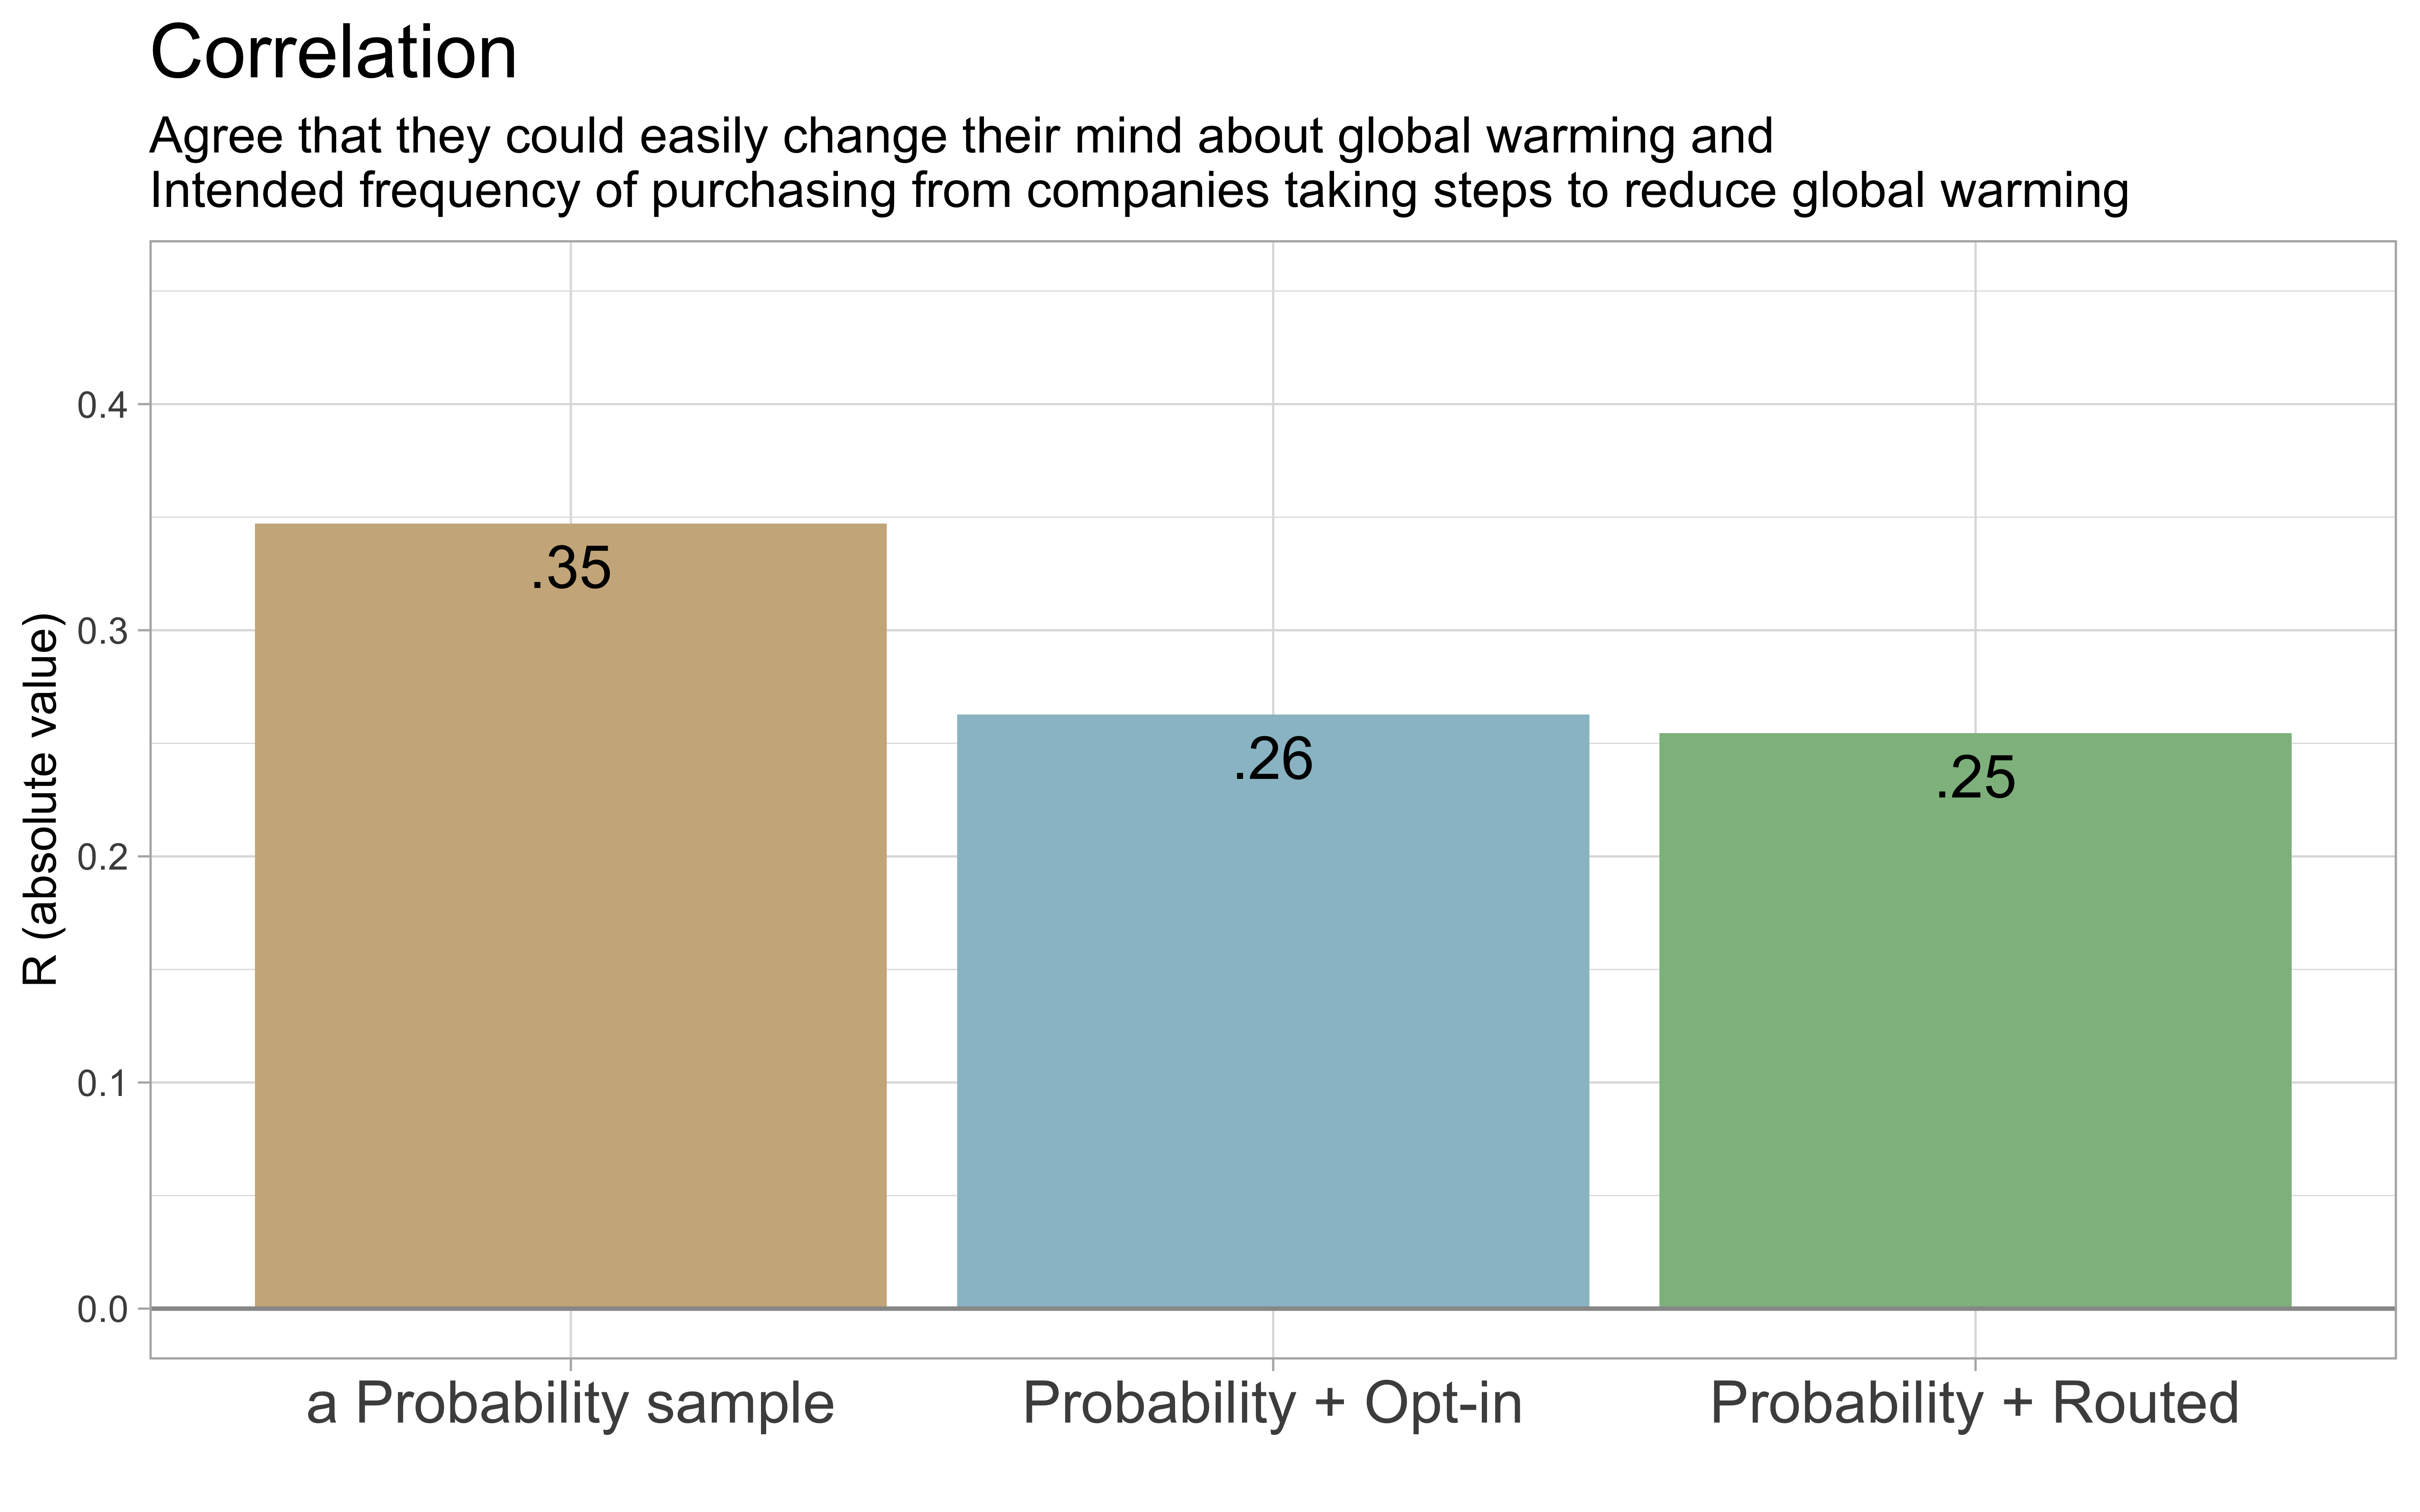 Correlation
Agree that they could easily change their mind about global warming and
Intended frequency of purchasing from companies taking steps to reduce global warming
R (absolute value)
0.4
0.3
0.2
0.1
0.0
.35
.26
.25
a Probability sample
Probability + Opt-in
Probability + Routed